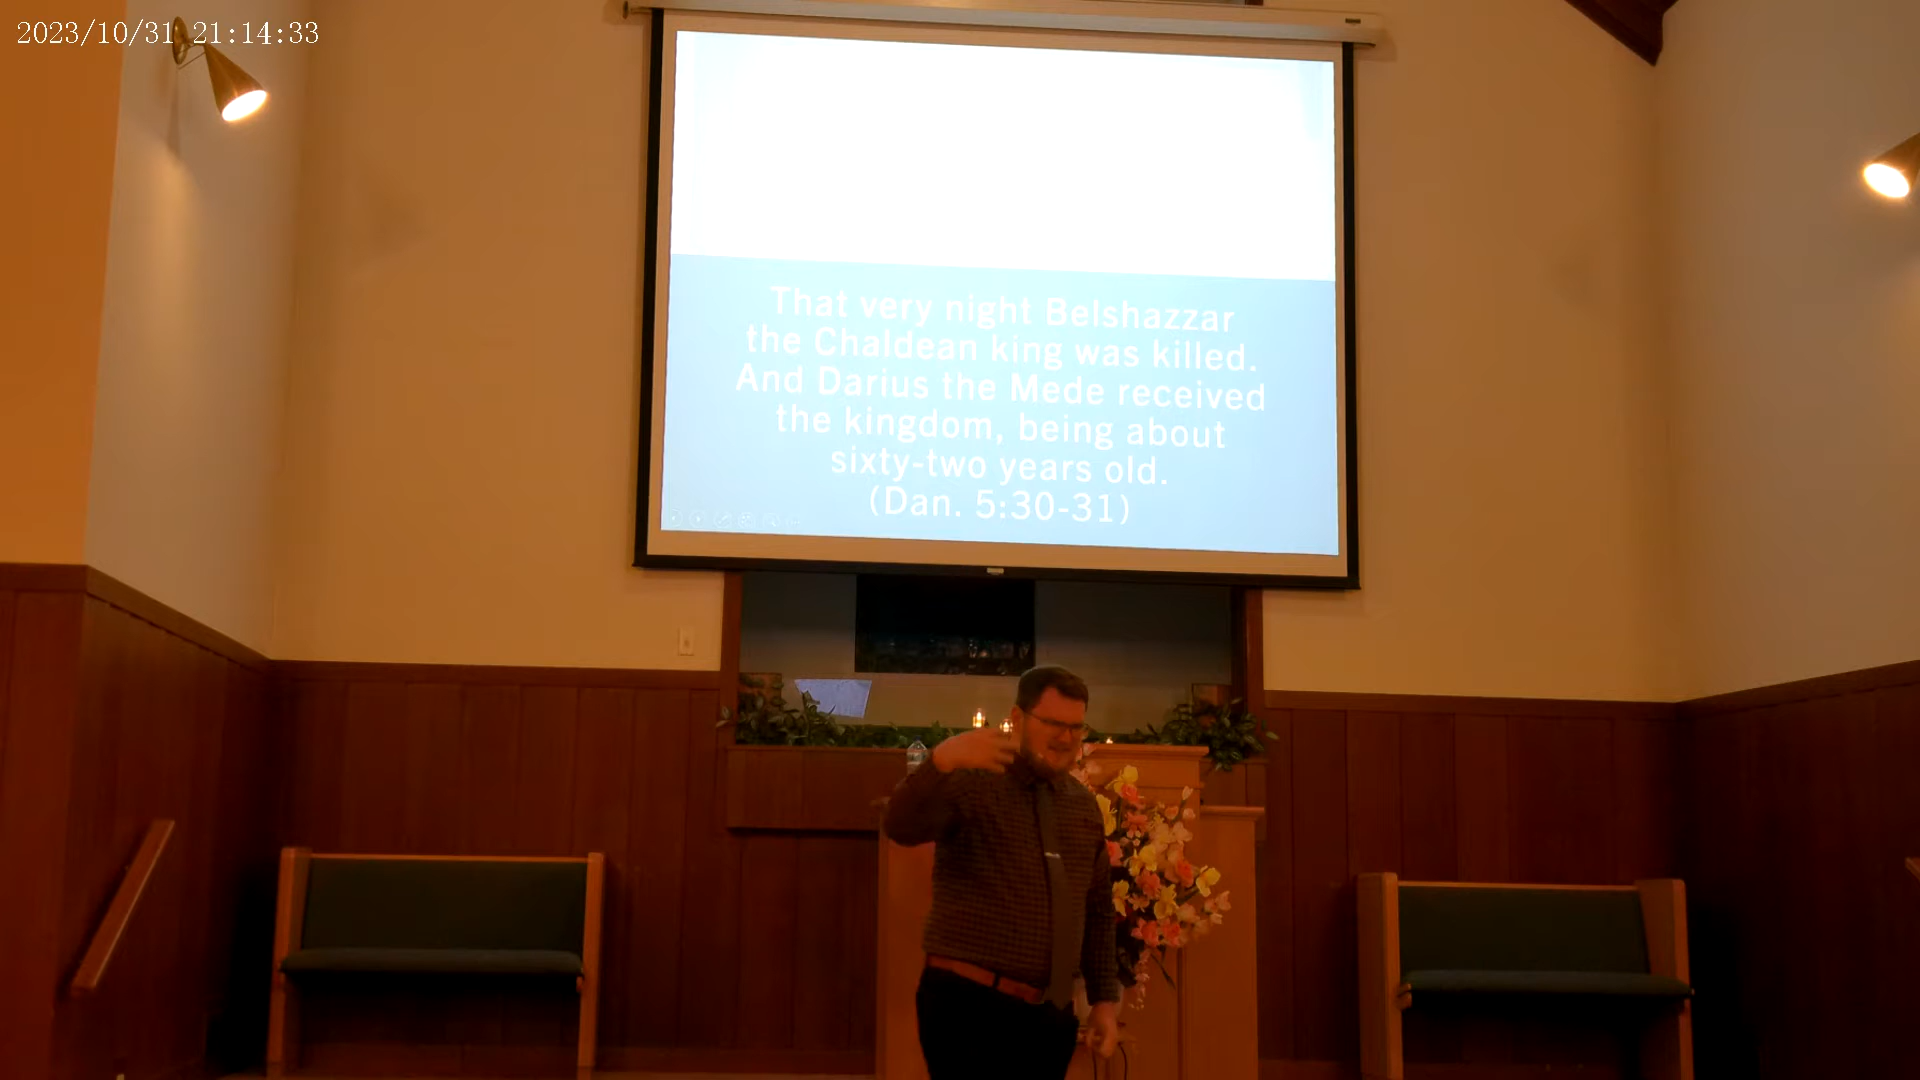 2023/10/31 21:14:33
That very night Belshazzar
the Chaldean king was killed.
And Darius the Mede received
the kingdom, being about
sixty-two years old.
(Dan. 5:30-31)